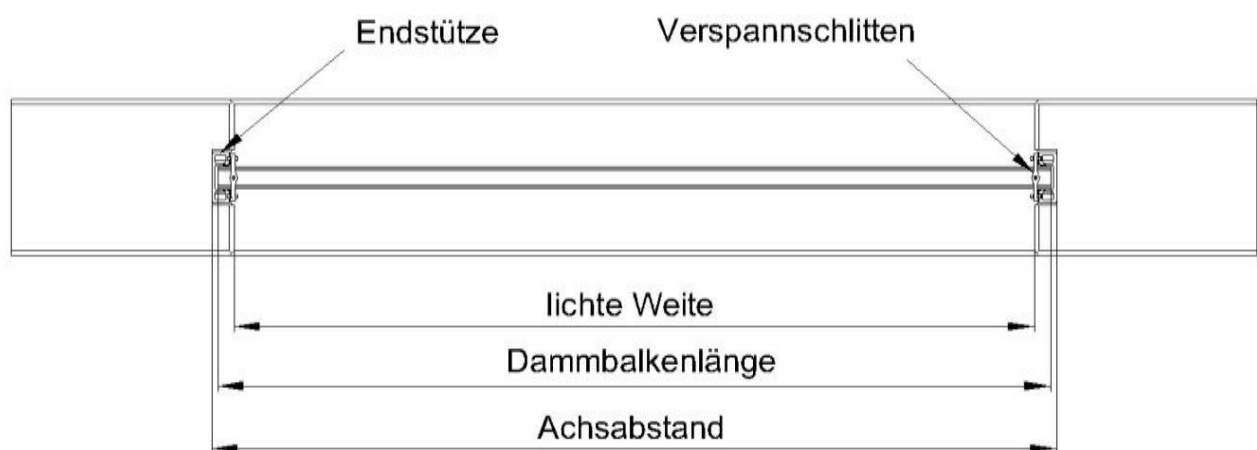 Endstütze
Verspannschlitten
lichte Weite
Dammbalkenlänge
Achsabstand